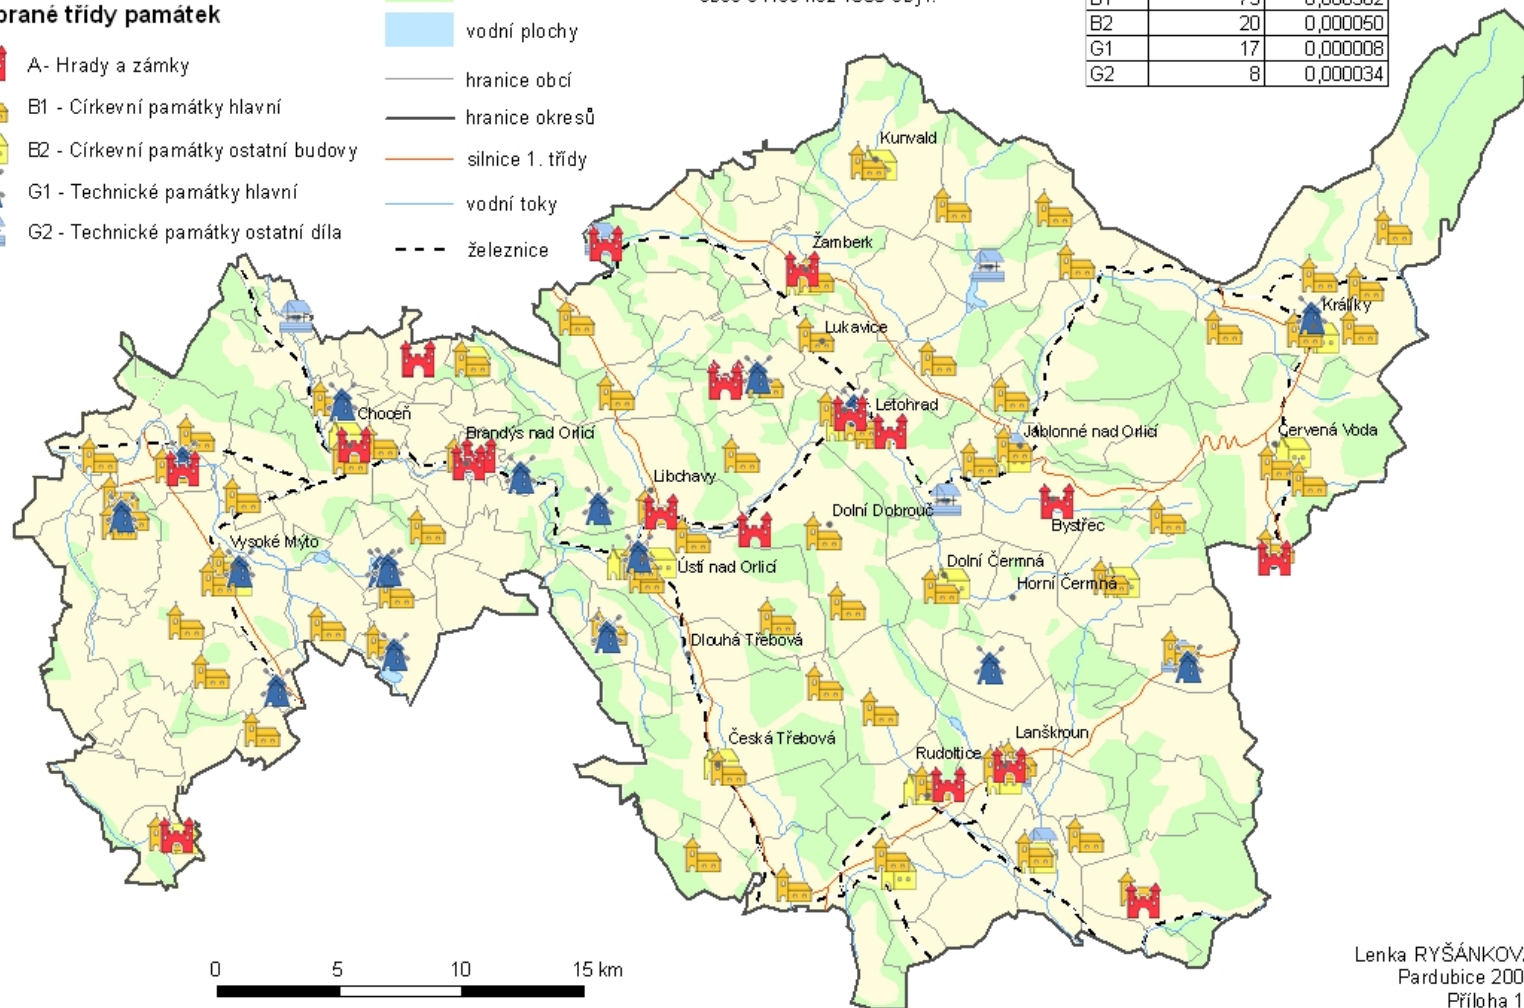 brané třídy památek
A- Hrady a zámky
B1 - Církevní památky hlavní
B2 - Církevní památky ostatní budovy
G1 - Technické památky hlavní
G2 - Technické památky ostatní díla
vodní plochy
hranice obcí
hranice okresů
silnice 1. třídy
vodní toky
železnice
B2 20 0,000050
G1 17 0,000008
G2 8 0,000034
Kunvald
Žamberk
Lukavice
Králíky
Choceň
Letohrad
Brandýs nad Orlicí
Jablonné nad Orlicí
Červená Voda
Libchavy
Dolní Dobrouč
Bystřec
Vysoké Mýto
Ústí nad Orlicí
Dolní Čermná
Horní Čermná
Dlouhá Třebová
Česká Třebová
Lanškroun
Rudoltice
0 5 10 15 km
Lenka RYŠÁNKOV
Pardubice 200
Příloha 1